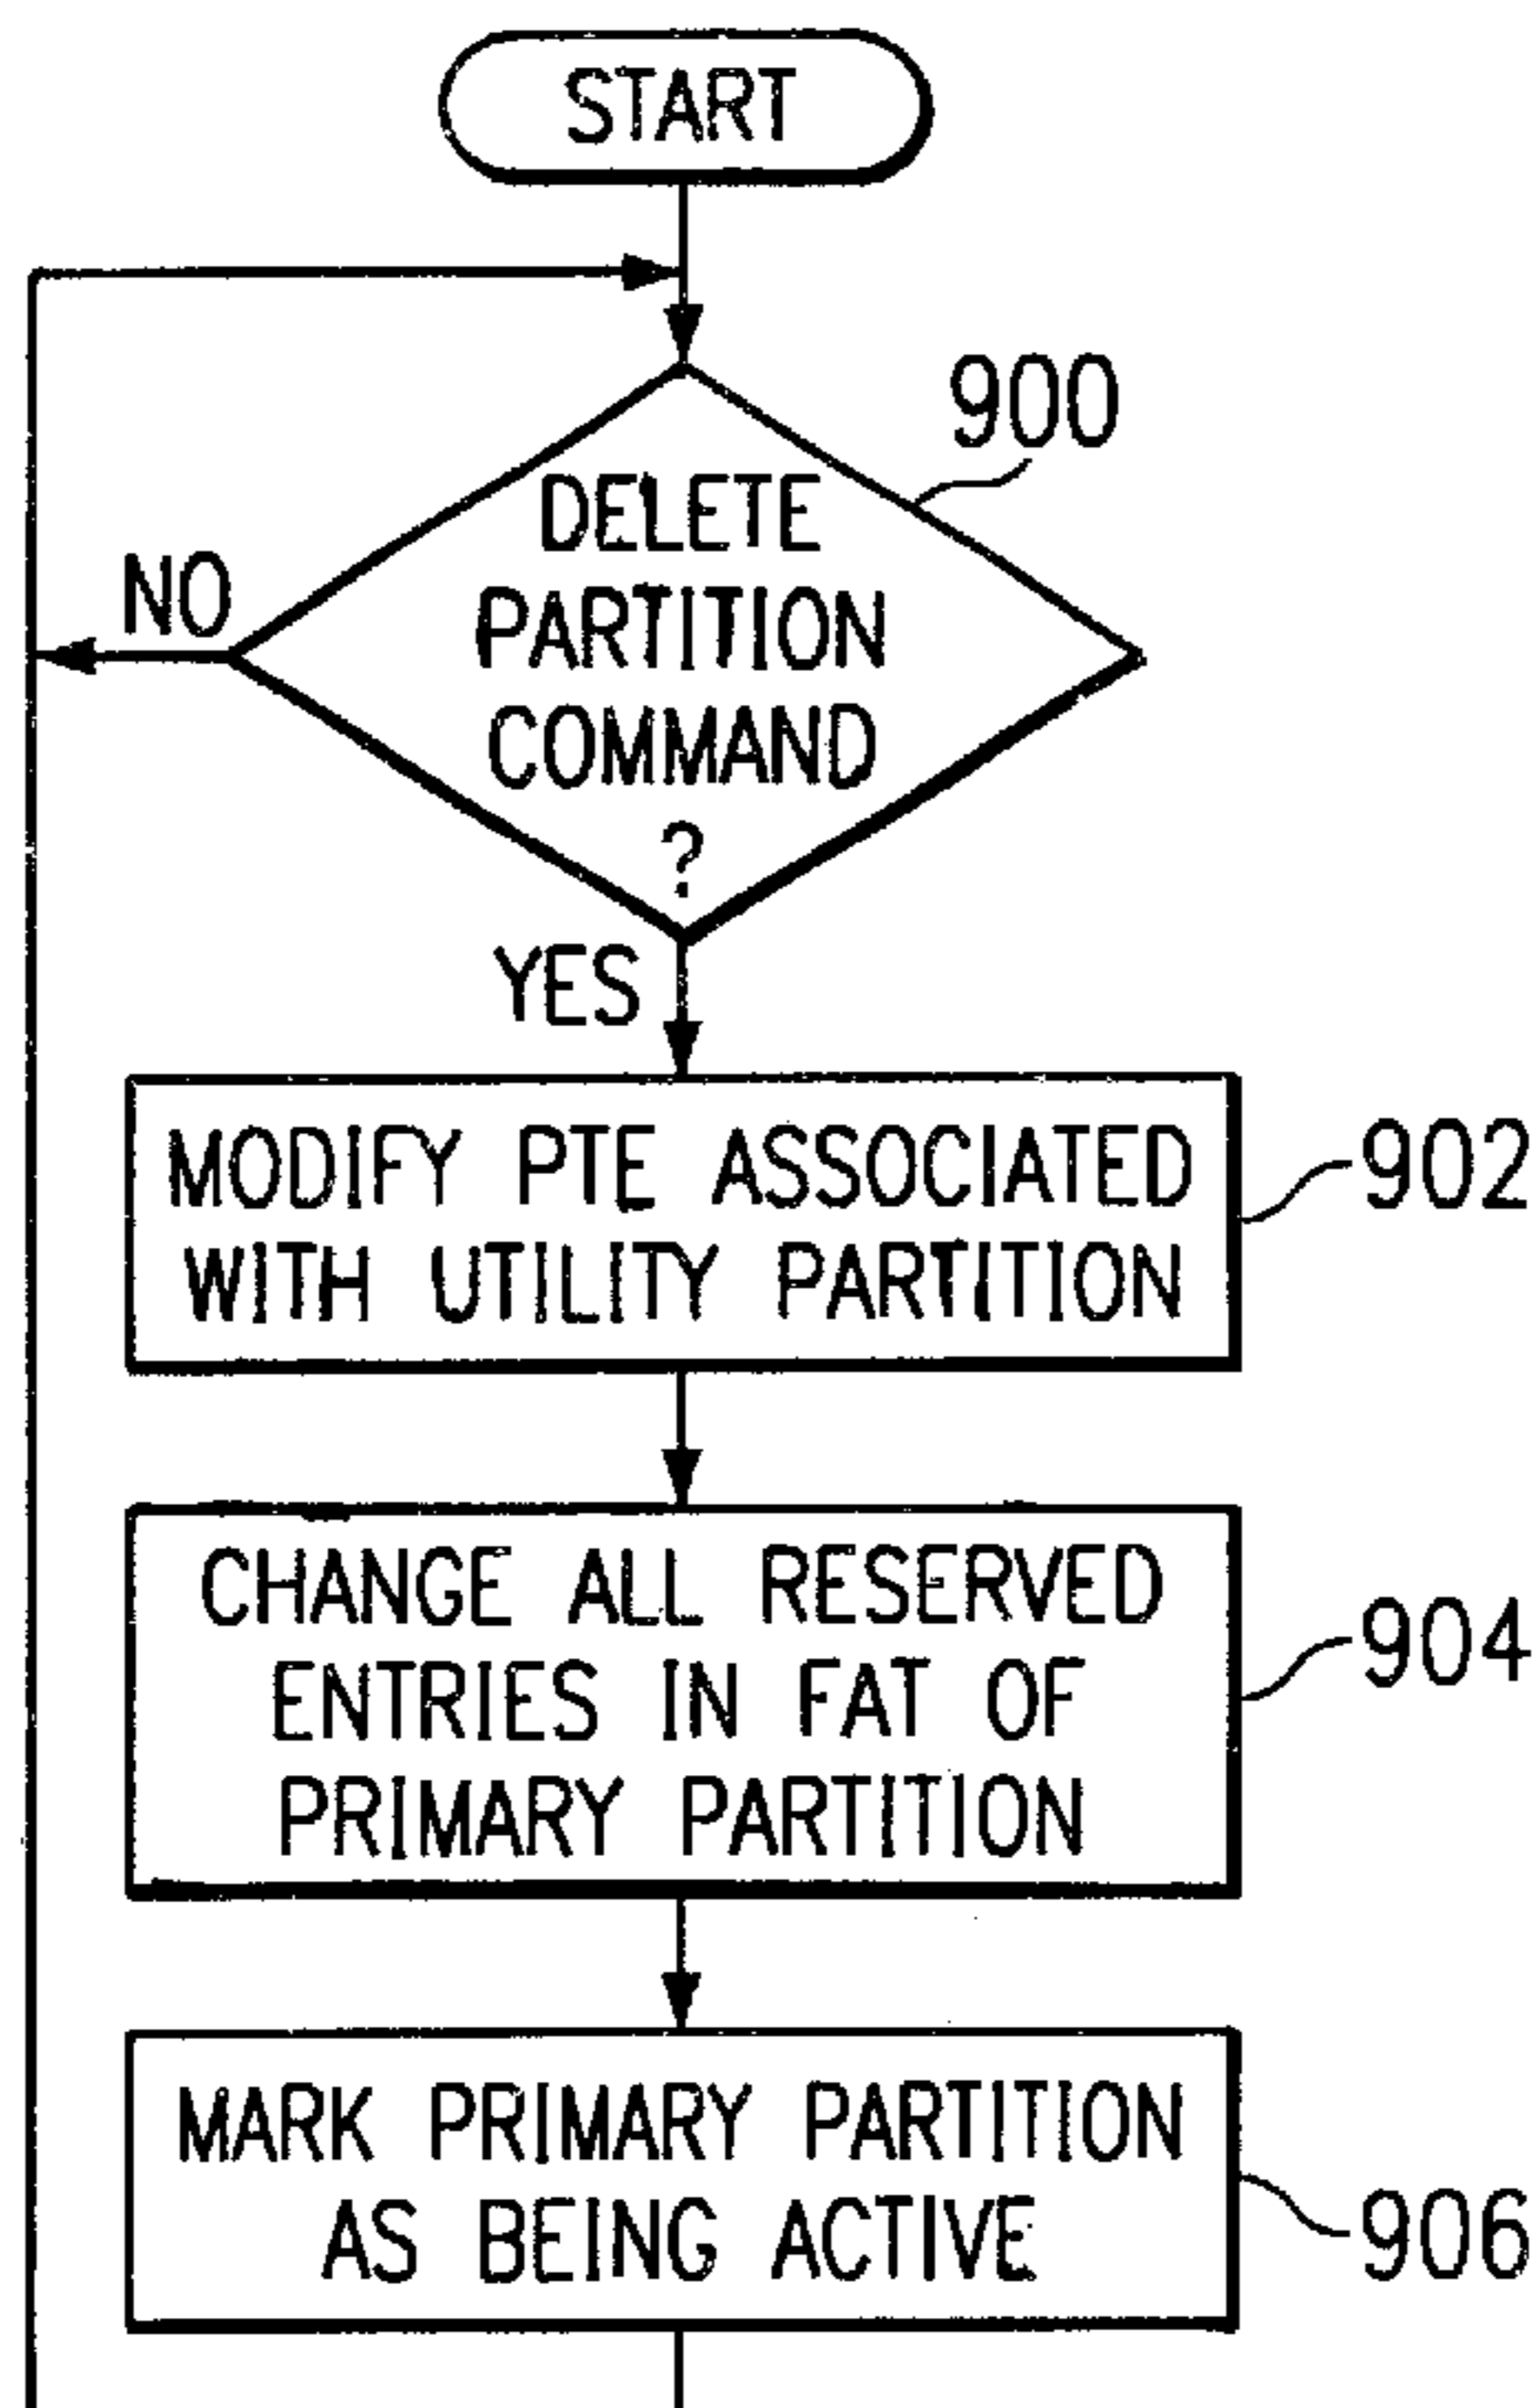 START
900
DELETE
PARTITION
COMMAND
?
NO
YES
MODIFY PTE ASSOCIATED
WITH UTILITY PARTITION
902
CHANGE ALL RESERVED
ENTRIES IN FAT OF
PRIMARY PARTITION
904
MARK PRIMARY PARTITION
AS BEING ACTIVE
906